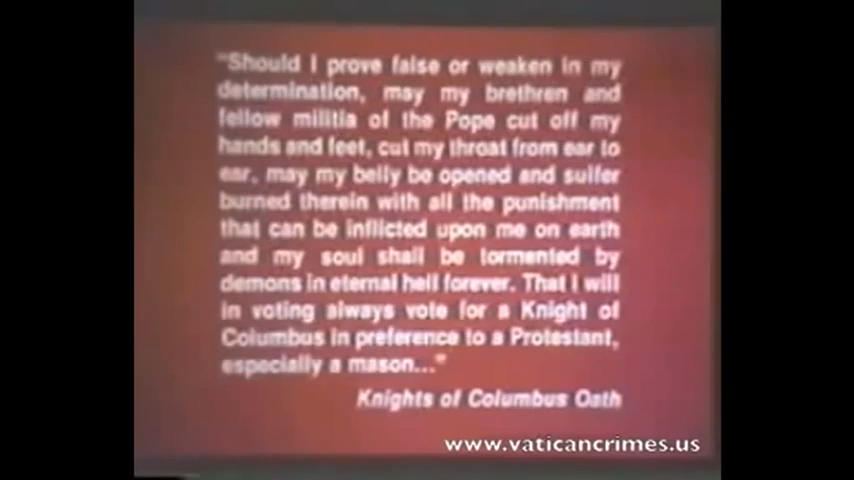 "Should I prove false or weaken in my
determination, may my brethren and
fellow militia of the Pope cut off my
hands and feet, cut my throat from ear to
ear, may my belly be opened and sulfer
burned therein with all the punishment
that can be inflicted upon me on earth
and my soul shall be tormented by
demons in eternal hell forever. That I will
in voting always vote for a Knight of
Columbus in preference to a Protestant,
especially a mason..."
Knights of Columbus Oath
www.vaticancrimes.us